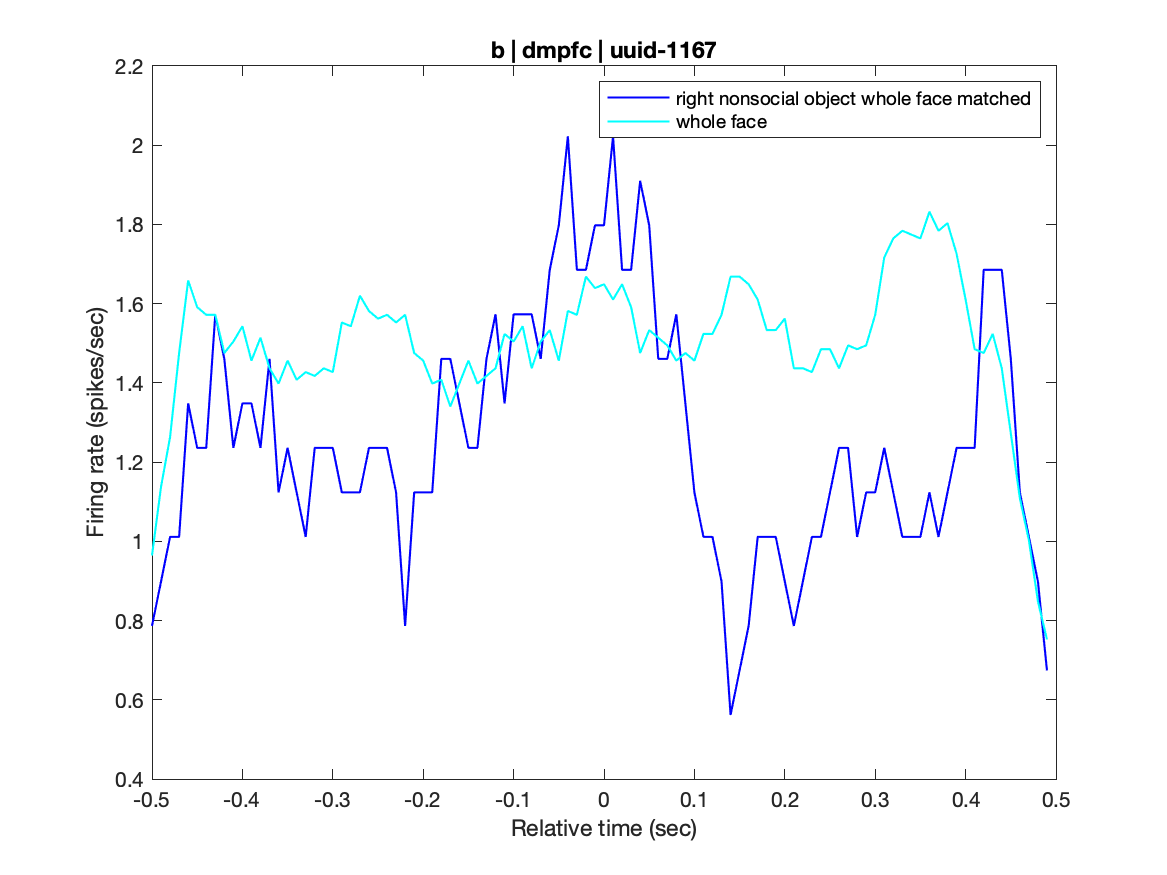 b | dmpfc | uuid-1167
2.2
2
1.8
1.6
1.4
1.2
1
0.8
0.6
0.4
Firing rate (spikes/sec)
right nonsocial object whole face matched
whole face
-0.5 -0.4 -0.3 -0.2 -0.1 0 0.1 0.2 0.3 0.4 0.5
Relative time (sec)